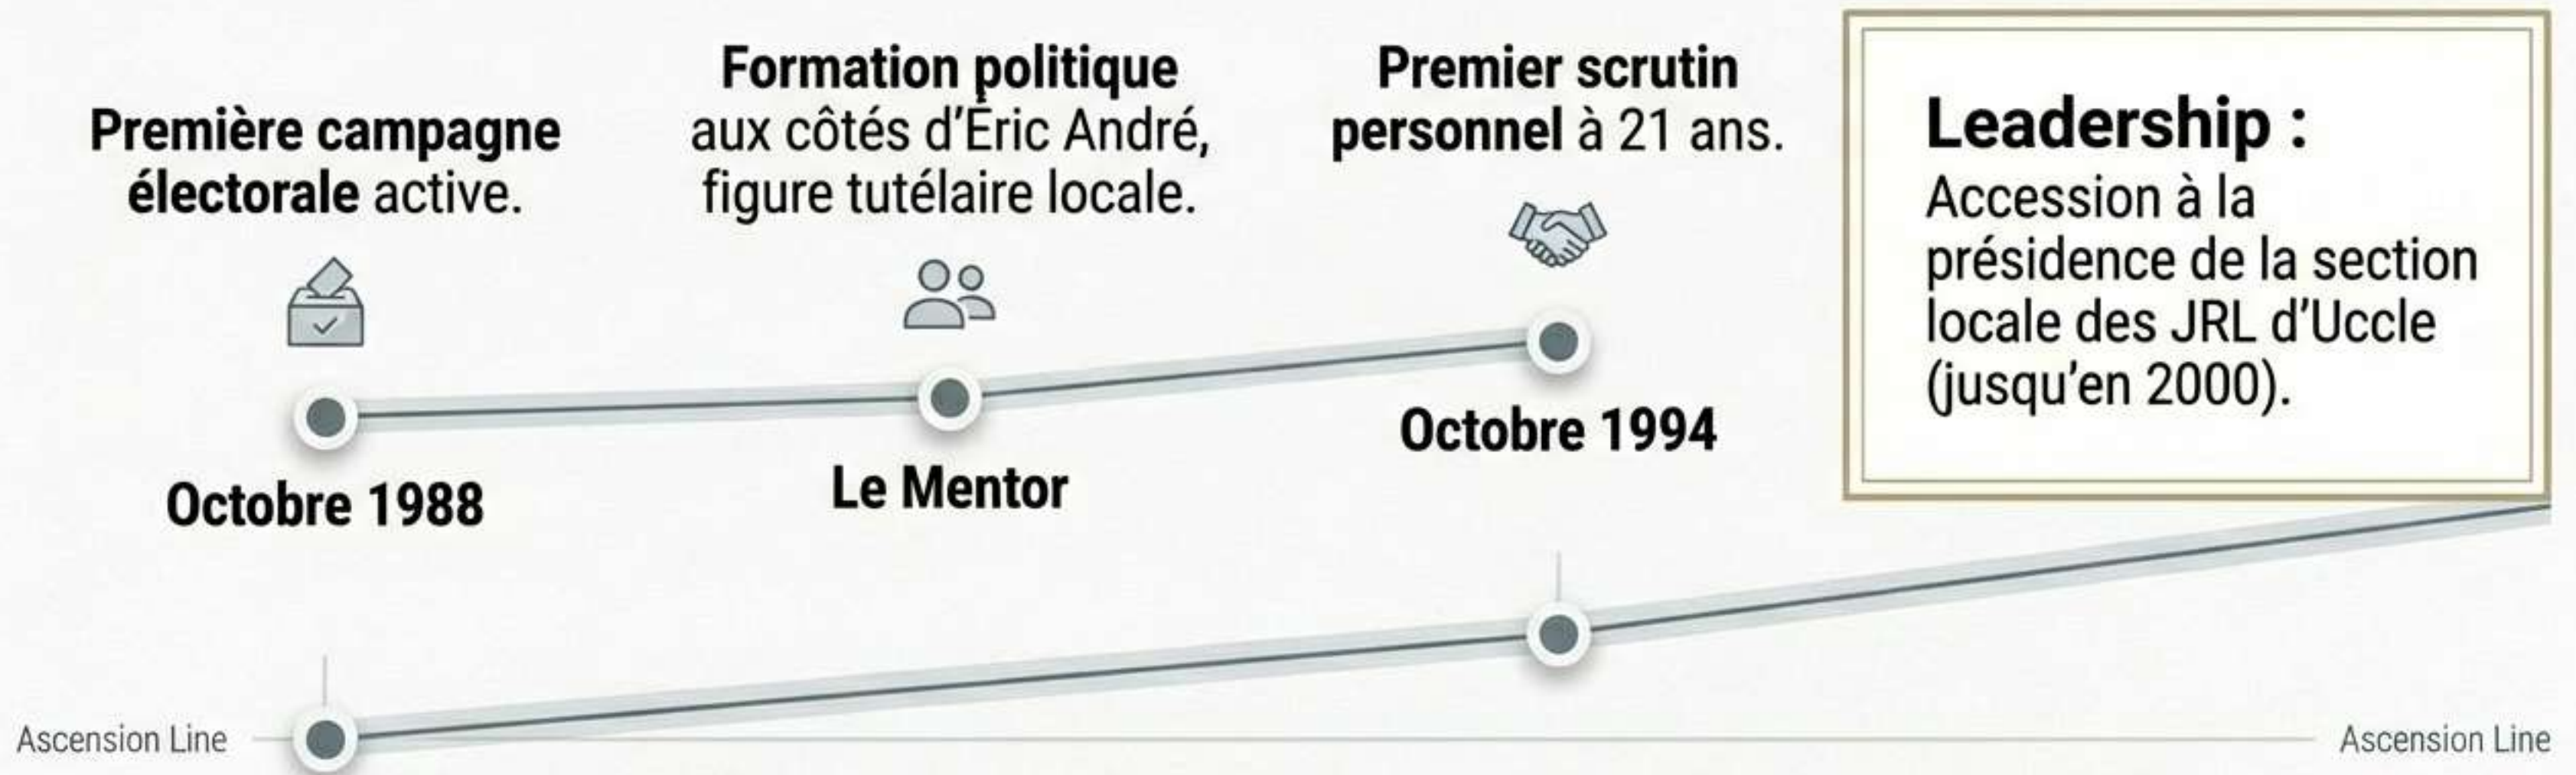 Première campagne
électorale active.
Octobre 1988
Formation politique
aux côtés d'Éric André,
figure tutélaire locale.
Le Mentor
Premier scrutin
personnel à 21 ans.
Octobre 1994
Leadership :
Accession à la
présidence de la section
locale des JRL d'Uccle
(jusqu'en 2000).
Ascension Line
Ascension Line